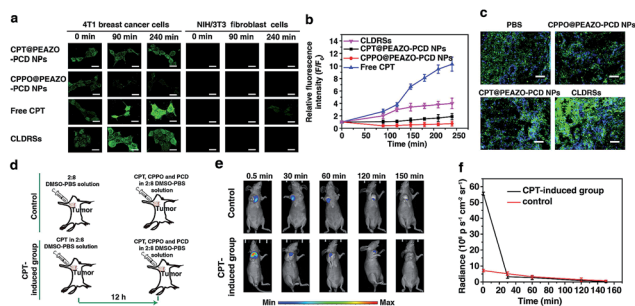 a
4T1 breast cancer cells
NIH/3T3 fibroblast cells
0 min 90 min 240 min 0 min 90 min 240 min
CPT@PEAZO
-PCD NPs
CPPO@PEAZO
-PCD NPs
Free CPT
CLDRSs
b
Relative fluorescence
intensity (F/F₀)
14
12
10
8
6
4
2
0
CLDRSs
CPT@PEAZO-PCD NPs
CPPO@PEAZO-PCD NPs
Free CPT
0 50 100 150 200 250
Time (min)
c
PBS CPPO@PEAZO-PCD NPs
CPT@PEAZO-PCD NPs CLDRSs
d
Control
2:8
DMSO-PBS solution
Tumor
CPT, CPPO and PCD
in 2:8 DMSO-PBS solution
Tumor
CPT-
induced group
CPT in 2:8
DMSO-PBS solution
Tumor
CPT, CPPO and PCD
in 2:8 DMSO-PBS solution
Tumor
12 h
e
0.5 min 30 min 60 min 120 min 150 min
Control
CPT-
induced group
Min Max
f
Radiance (10⁶ p s⁻¹ cm⁻² sr⁻¹)
60
50
40
30
20
10
0
CPT-induced group
control
0 20 40 60 80 100 120 140 160
Time (min)